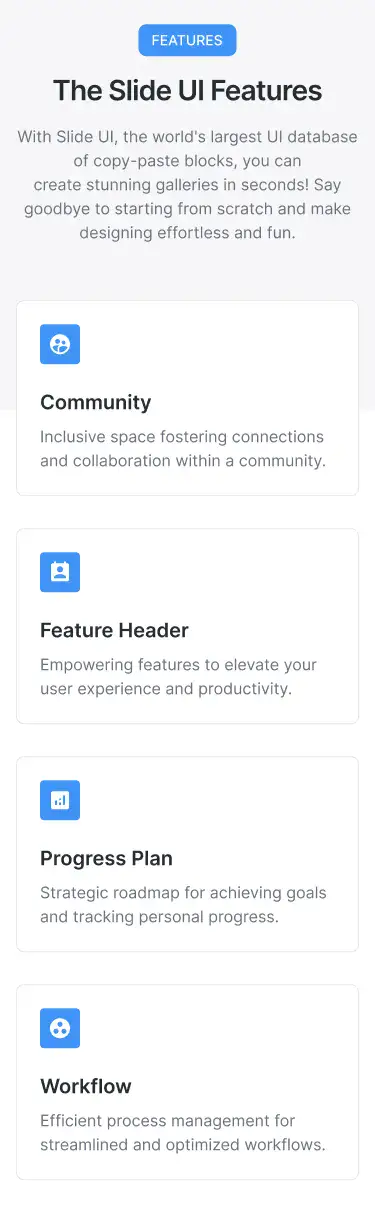 FEATURES
The Slide UI Features
With Slide UI, the world's largest UI database
of copy-paste blocks, you can
create stunning galleries in seconds! Say
goodbye to starting from scratch and make
designing effortless and fun.
Community
Inclusive space fostering connections
and collaboration within a community.
Feature Header
Empowering features to elevate your
user experience and productivity.
Progress Plan
Strategic roadmap for achieving goals
and tracking personal progress.
Workflow
Efficient process management for
streamlined and optimized workflows.